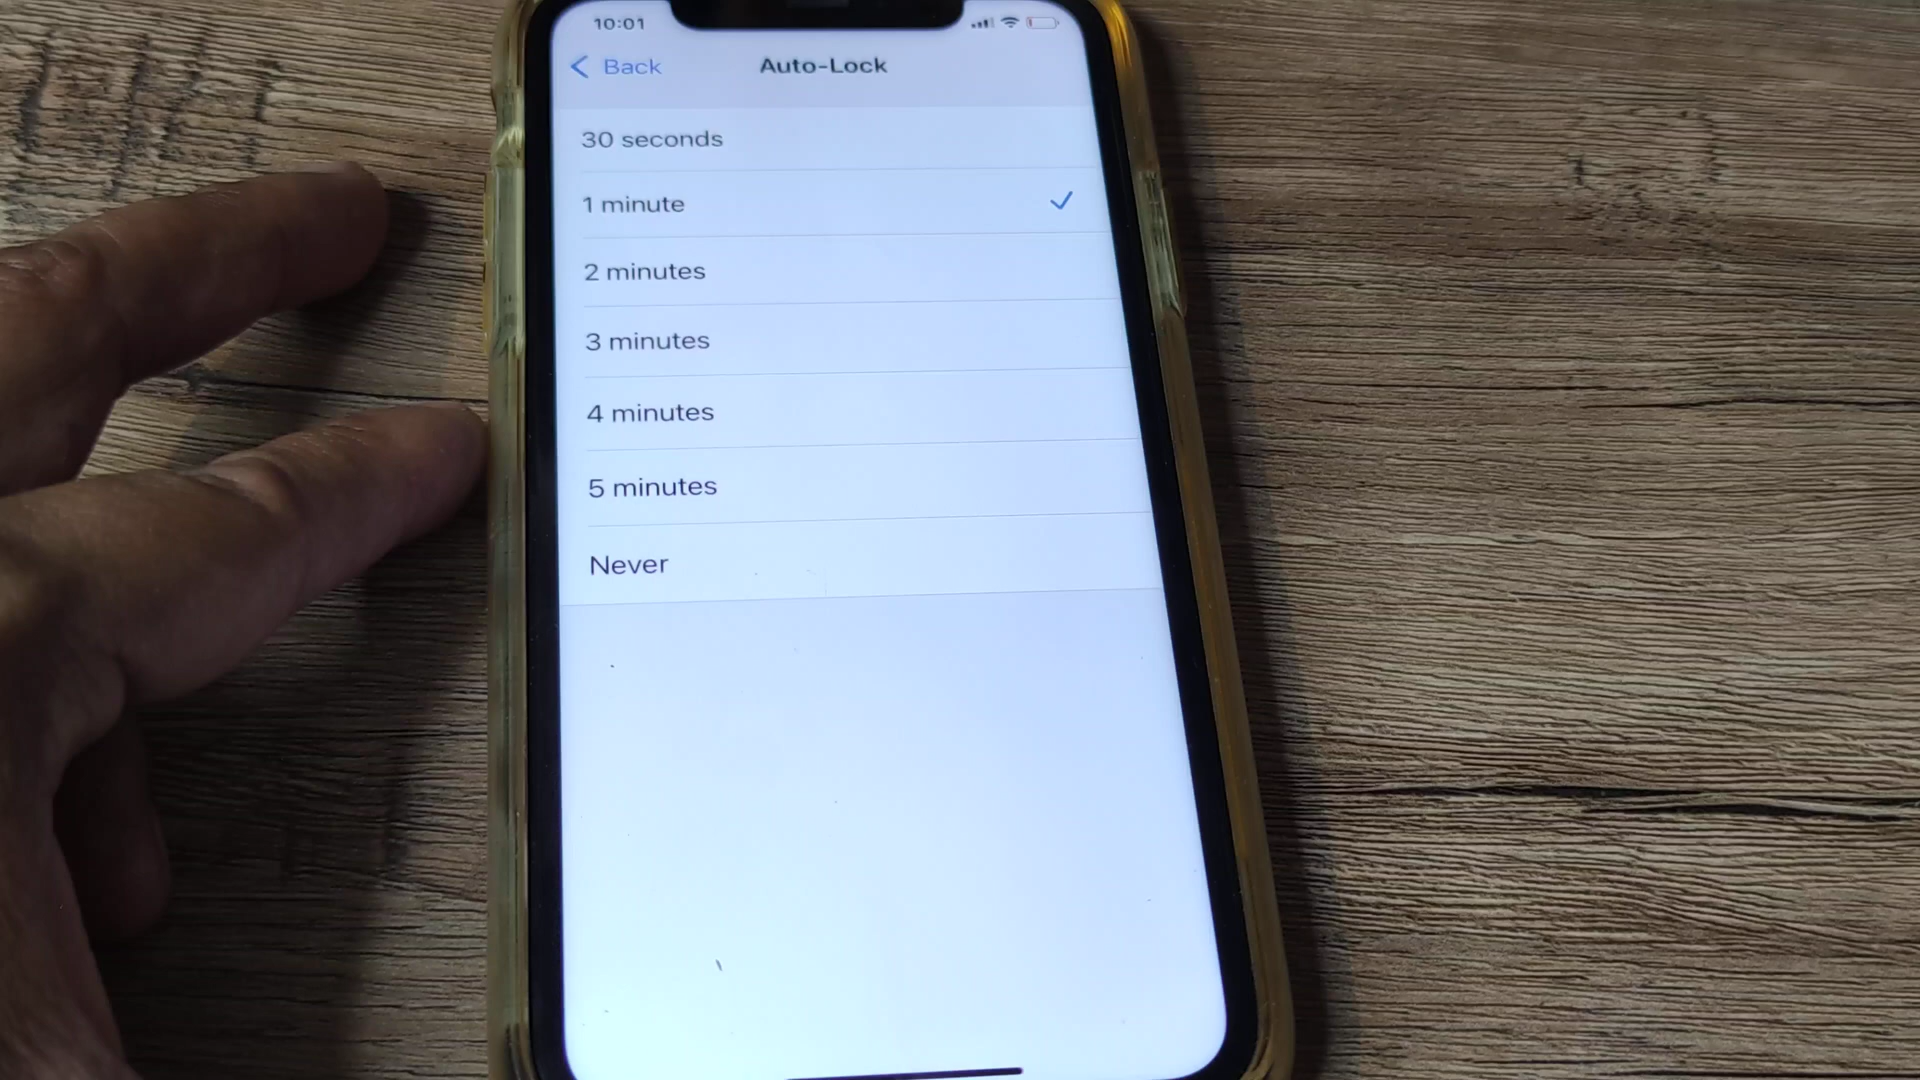 10:01
Back
Auto-Lock
30 seconds
1 minute
2 minutes
3 minutes
4 minutes
5 minutes
Never